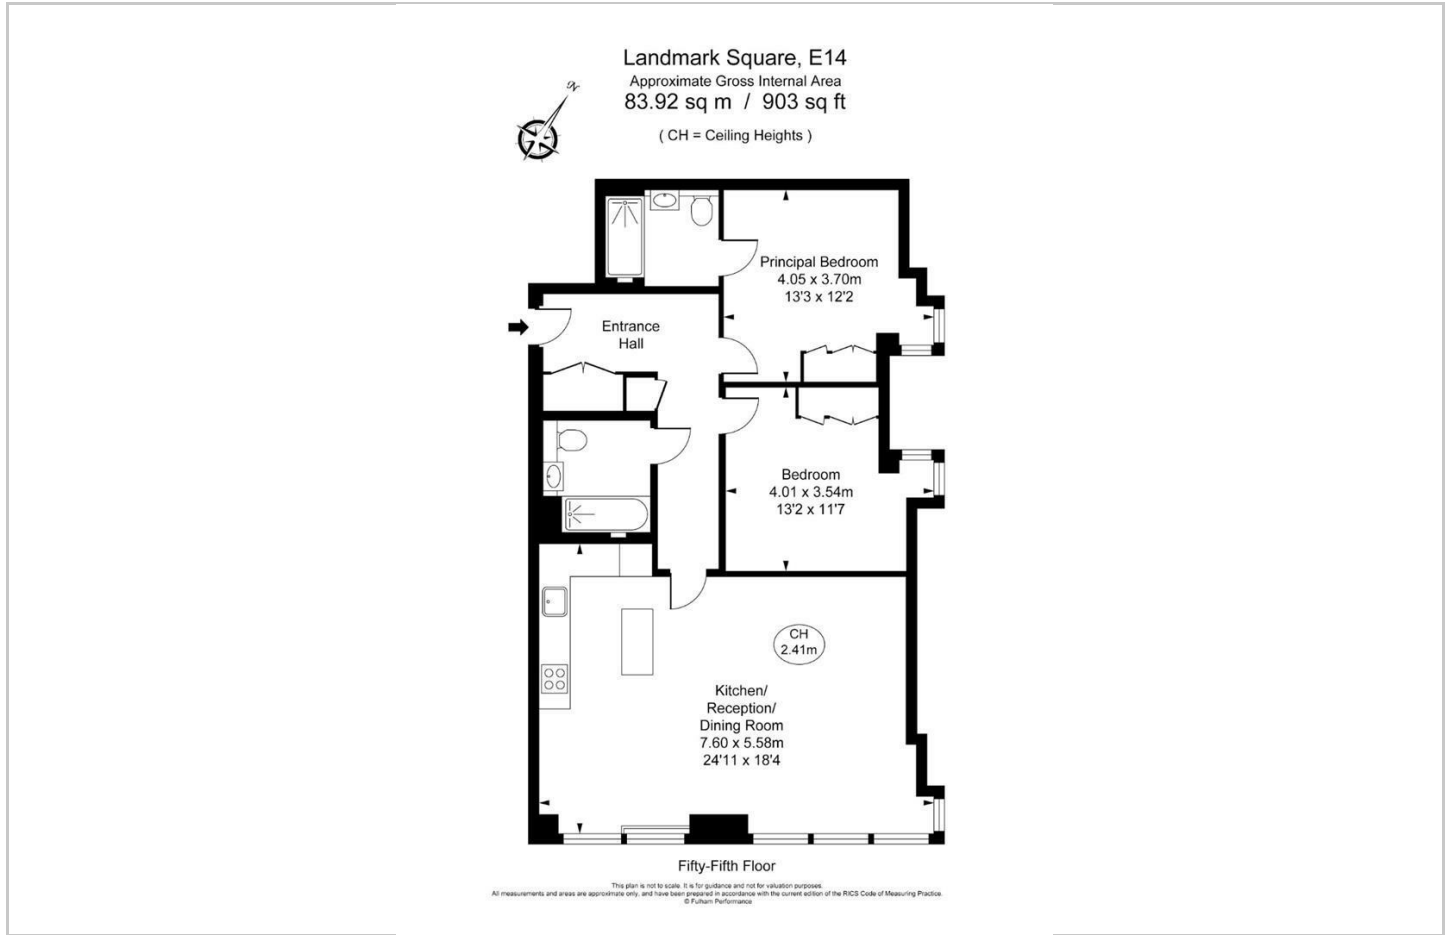 Landmark Square, E14
Approximate Gross Internal Area
83.92 sq m / 903 sq ft
( CH = Ceiling Heights )
N
Principal Bedroom
4.05 x 3.70m
13'3 x 12'2
Entrance
Hall
Bedroom
4.01 x 3.54m
13'2 x 11'7
CH
2.41m
Kitchen/
Reception/
Dining Room
7.60 x 5.58m
24'11 x 18'4
Fifty-Fifth Floor
This plan is not to scale. It is for guidance and not for valuation purposes.
All measurements and areas are approximate only, and have been prepared in accordance with the current edition of the RICS Code of Measuring Practice.
© Fulham Performance